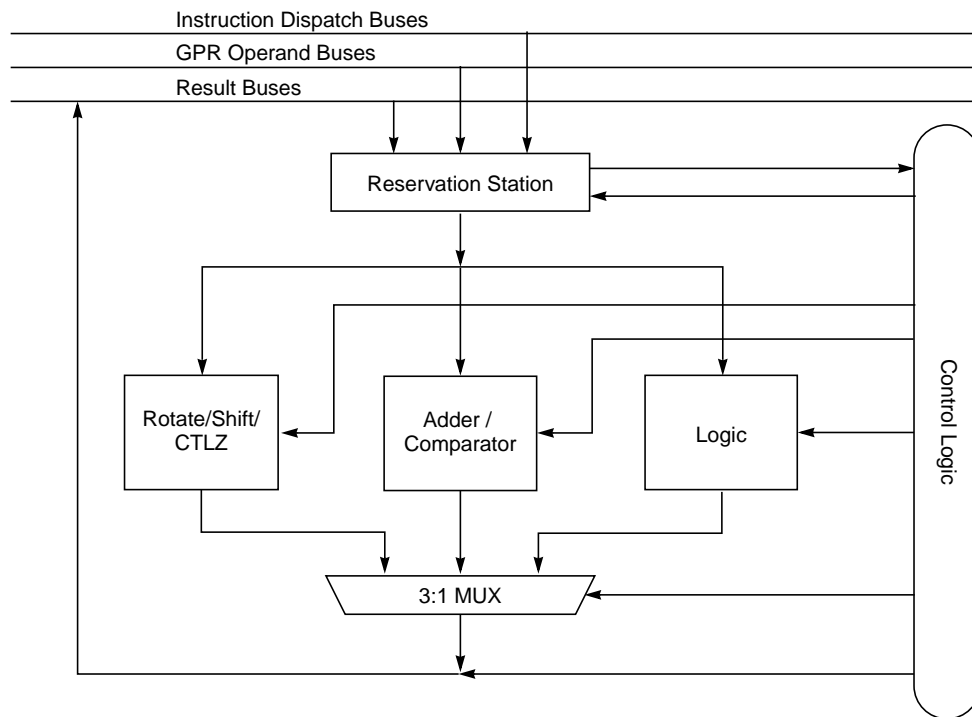 Instruction Dispatch Buses
GPR Operand Buses
Result Buses
Reservation Station
Rotate/Shift/
CTLZ
Adder /
Comparator
Logic
Control Logic
3:1 MUX